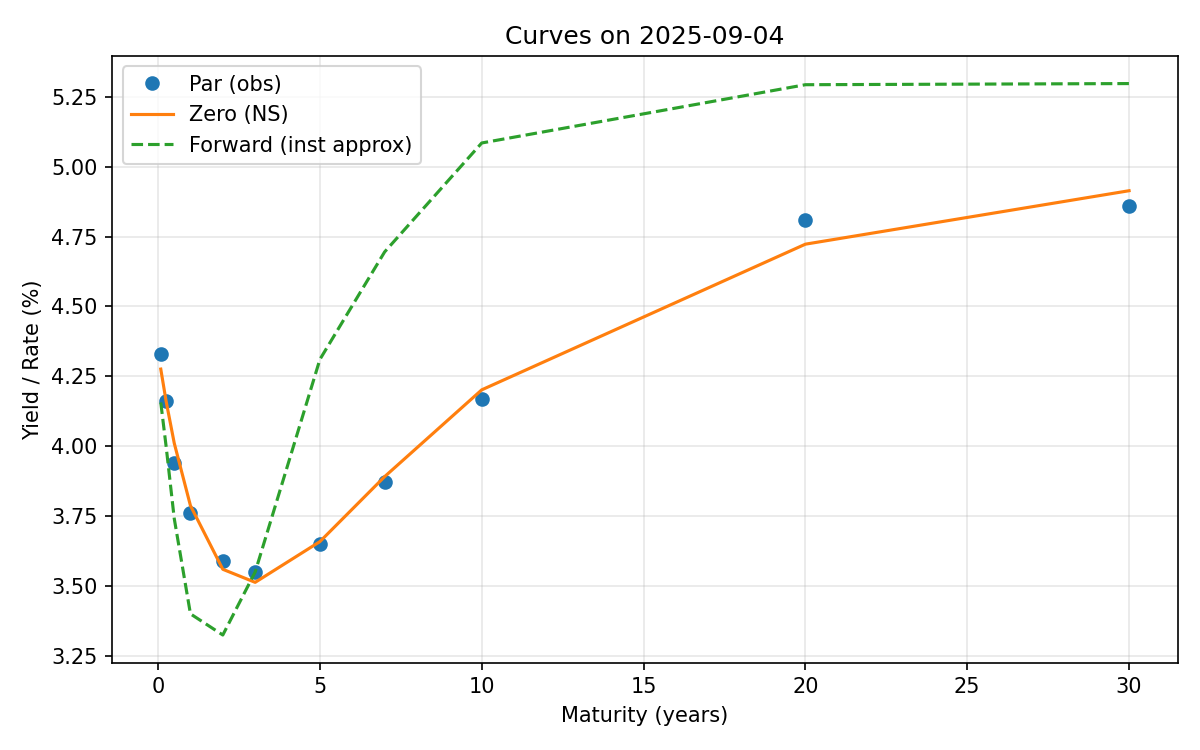 Curves on 2025-09-04
Par (obs)
Zero (NS)
Forward (inst approx)
Yield / Rate (%)
5.25
5.00
4.75
4.50
4.25
4.00
3.75
3.50
3.25
0 5 10 15 20 25 30
Maturity (years)